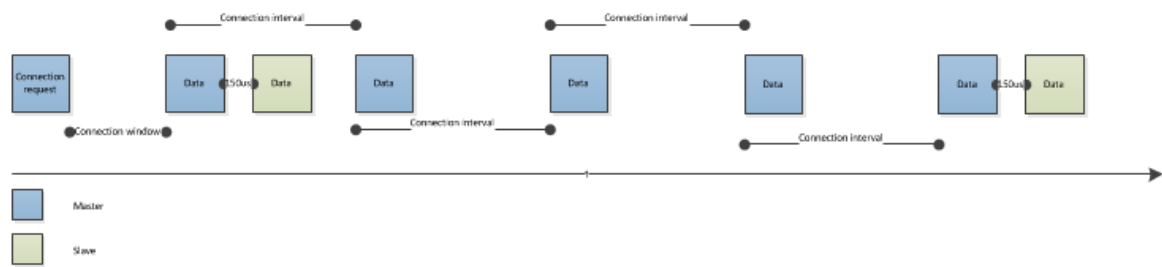 Connection interval
Connection interval
Connection
request
Data
150us
Data
Data
Data
Data
Data
150us
Data
Connection window
Connection interval
Connection interval
t
Master
Slave